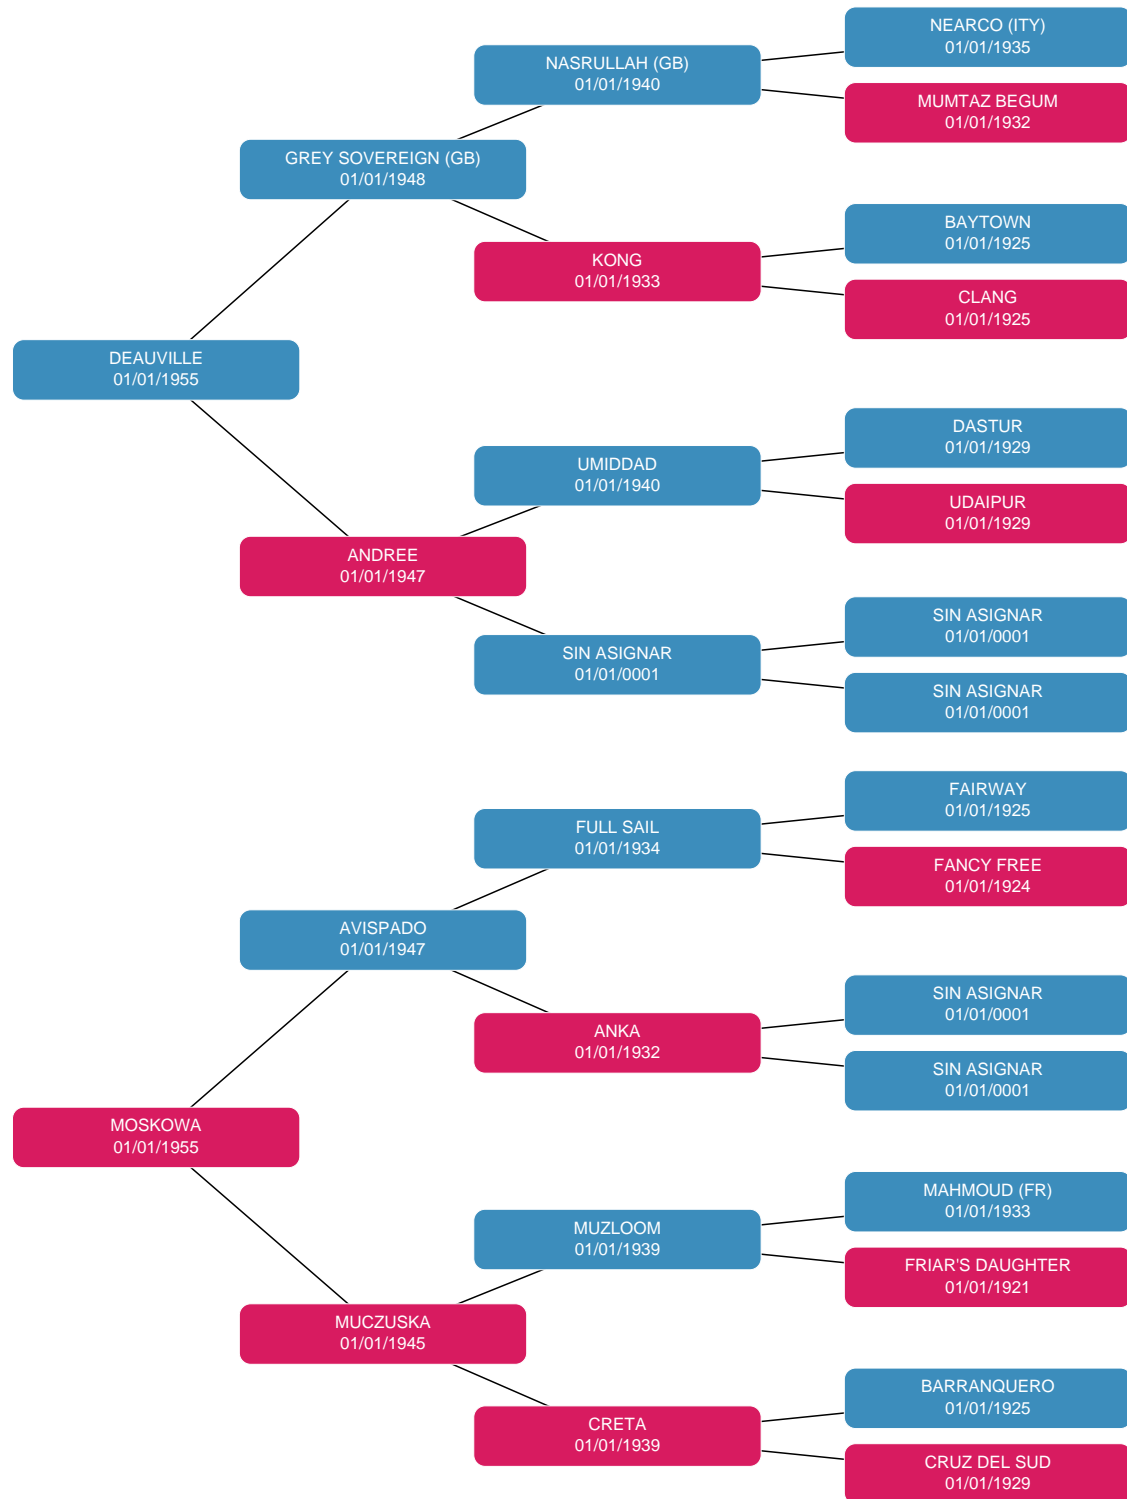 NEARCO (ITY)
01/01/1935
NASRULLAH (GB)
01/01/1940
MUMTAZ BEGUM
01/01/1932
GREY SOVEREIGN (GB)
01/01/1948
BAYTOWN
01/01/1925
KONG
01/01/1933
CLANG
01/01/1925
DEAUVILLE
01/01/1955
DASTUR
01/01/1929
UMIDDAD
01/01/1940
UDAIPUR
01/01/1929
ANDREE
01/01/1947
SIN ASIGNAR
01/01/0001
SIN ASIGNAR
01/01/0001
SIN ASIGNAR
01/01/0001
FAIRWAY
01/01/1925
FULL SAIL
01/01/1934
FANCY FREE
01/01/1924
AVISPADO
01/01/1947
SIN ASIGNAR
01/01/0001
ANKA
01/01/1932
SIN ASIGNAR
01/01/0001
MOSKOWA
01/01/1955
MAHMOUD (FR)
01/01/1933
MUZLOOM
01/01/1939
FRIAR'S DAUGHTER
01/01/1921
MUCZUSKA
01/01/1945
BARRANQUERO
01/01/1925
CRETA
01/01/1939
CRUZ DEL SUD
01/01/1929